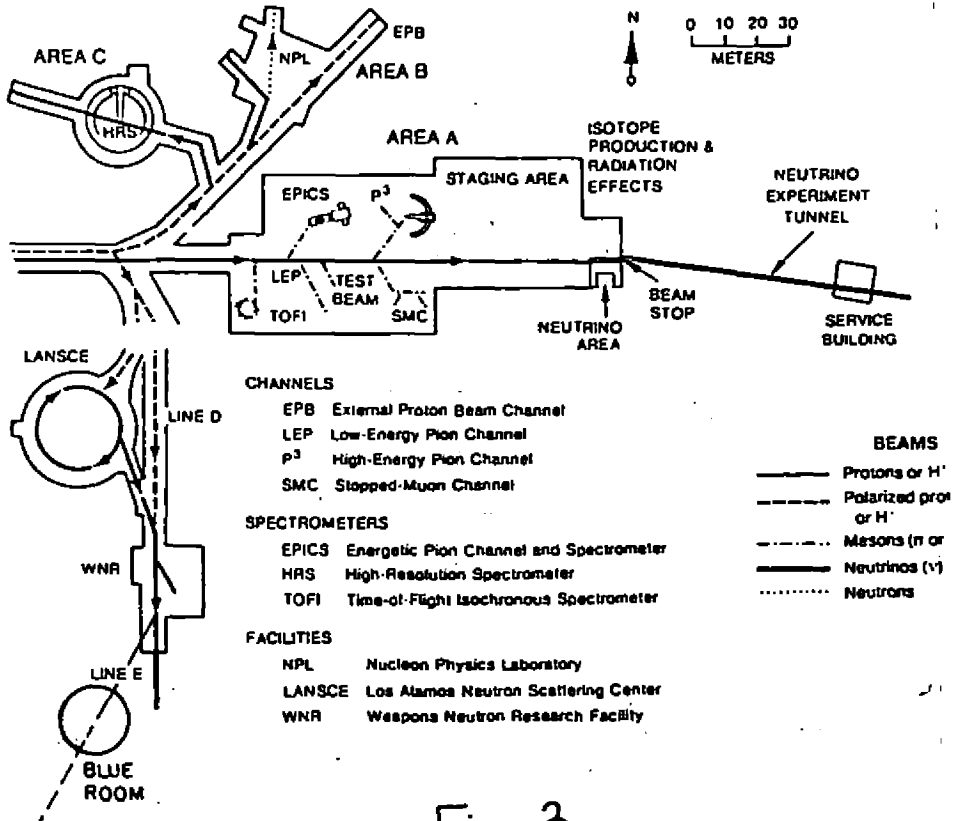 EPB
N
0 10 20 30
METERS
AREA C
NPL
AREA B
HRS
AREA A
ISOTOPE
PRODUCTION &
RADIATION
EFFECTS
STAGING AREA
EPICS
P3
NEUTRINO
EXPERIMENT
TUNNEL
LEP
TEST
BEAM
TOFI
SMC
NEUTRINO
AREA
BEAM
STOP
SERVICE
BUILDING
LANSCE
LINE D
WNR
LINE E
BLUE
ROOM
CHANNELS
EPB External Proton Beam Channel
LEP Low-Energy Pion Channel
P3 High-Energy Pion Channel
SMC Stopped-Muon Channel
SPECTROMETERS
EPICS Energetic Pion Channel and Spectrometer
HRS High-Resolution Spectrometer
TOFI Time-of-Flight Isochronous Spectrometer
FACILITIES
NPL Nucleon Physics Laboratory
LANSCE Los Alamos Neutron Scattering Center
WNR Weapons Neutron Research Facility
BEAMS
Protons or H-
Polarized
or H-
Mesons (π or
Neutrinos (ν)
Neutrons